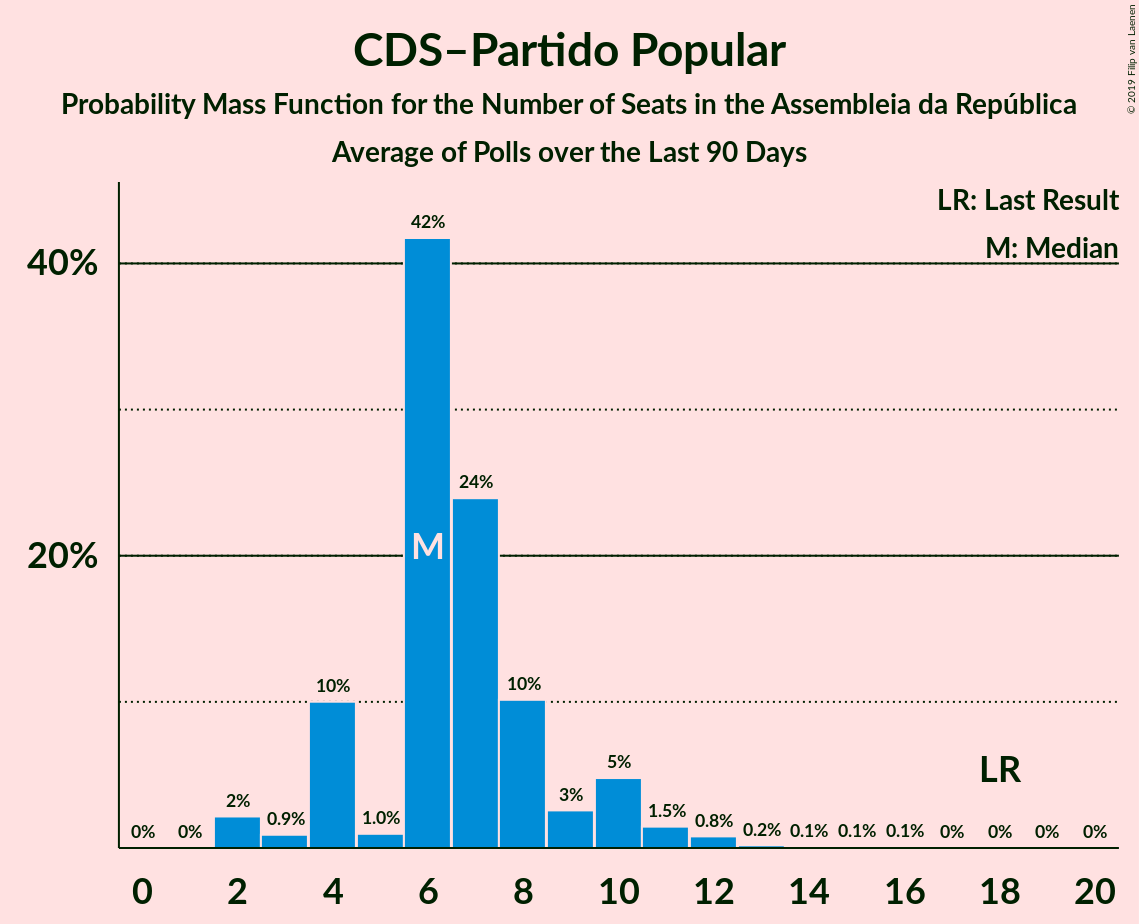 CDS–Partido Popular
Probability Mass Function for the Number of Seats in the Assembleia da República
Average of Polls over the Last 90 Days
© 2019 Filip van Laenen
LR: Last Result
M: Median
40%
20%
0%
0%
2%
0.9%
10%
1.0%
42%
24%
10%
3%
5%
1.5%
0.8%
0.2%
0.1%
0.1%
0.1%
0%
0%
0%
0%
M
LR
0 2 4 6 8 10 12 14 16 18 20